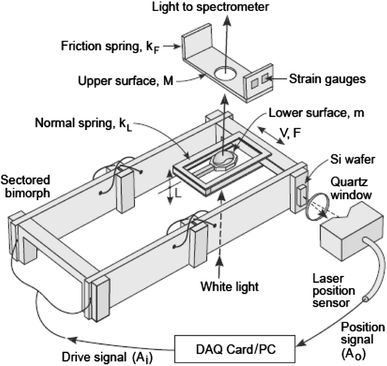 Light to spectrometer
Friction spring, kF
Upper surface, M
Strain gauges
Normal spring, kL
Lower surface, m
V, F
Si wafer
Sectored
bimorph
L
Quartz
window
White light
Laser
position
sensor
Position
signal
(Ao)
Drive signal (Ai)
DAQ Card/PC